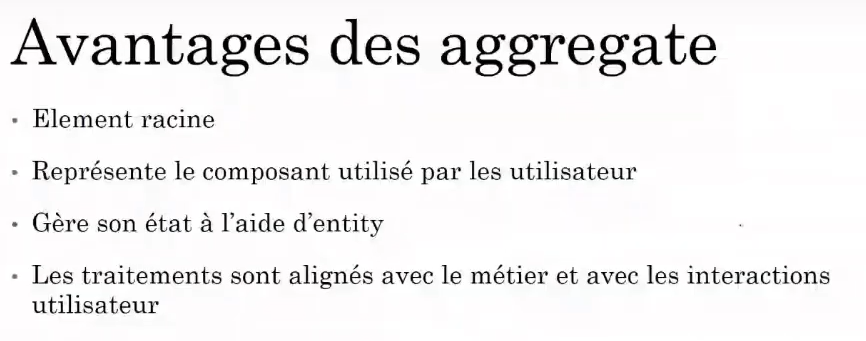 Avantages des aggregate
• Element racine
• Représente le composant utilisé par les utilisateur
• Gère son état à l’aide d’entity
• Les traitements sont alignés avec le métier et avec les interactions
utilisateur